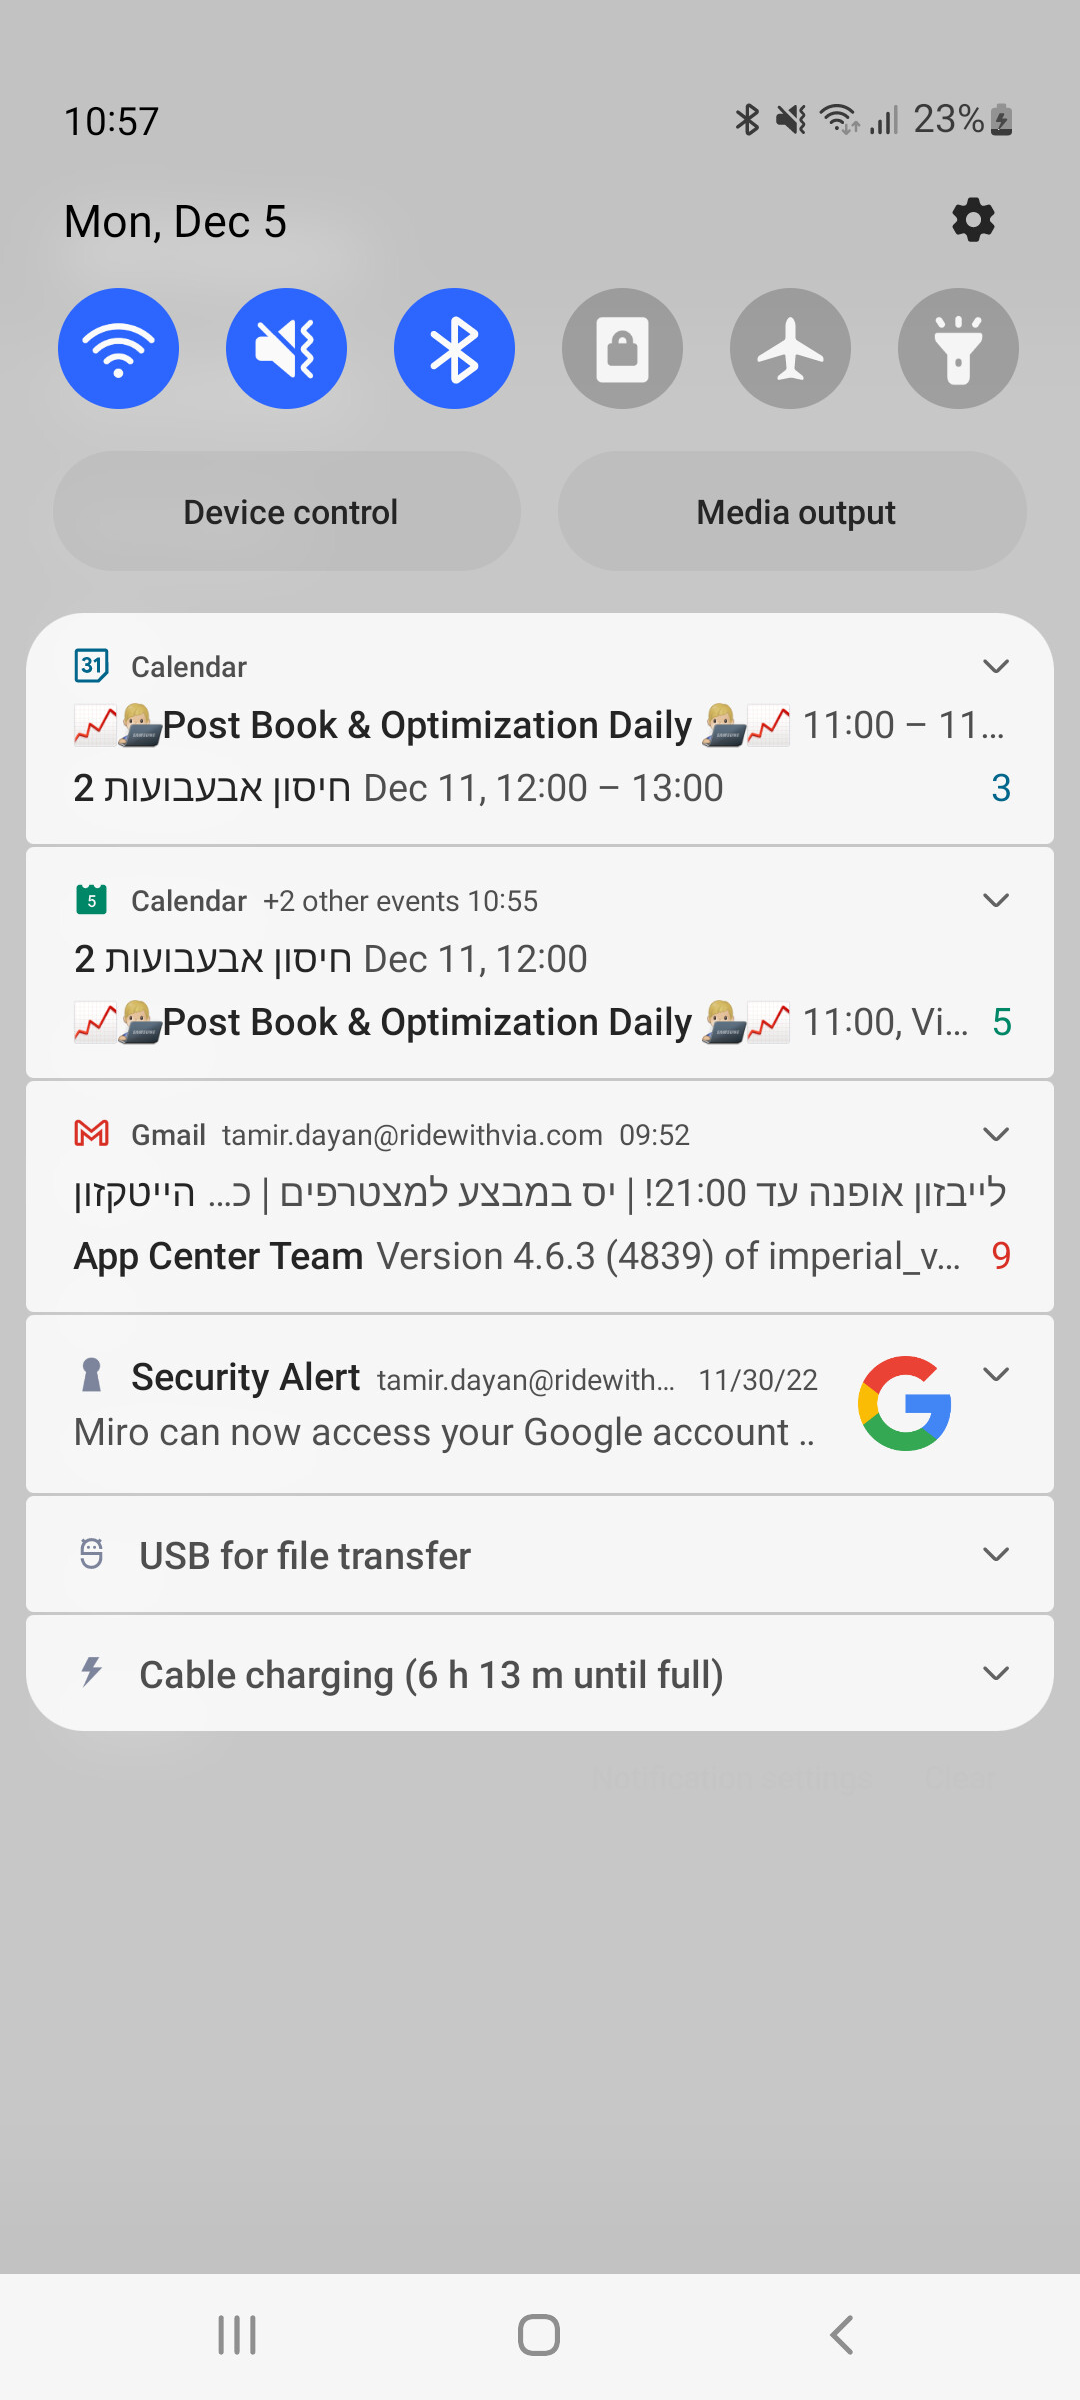 10:57
23%
Mon, Dec 5
Device control
Media output
31 Calendar
📈👨🏼‍💻Post Book & Optimization Daily 👨🏼‍💻📈 11:00 – 11...
חיסון אבעבועות 2 Dec 11, 12:00 – 13:00 3
5 Calendar +2 other events 10:55
חיסון אבעבועות 2 Dec 11, 12:00
📈👨🏼‍💻Post Book & Optimization Daily 👨🏼‍💻📈 11:00, Vi... 5
Gmail tamir.dayan@ridewithvia.com 09:52
הייטקזון לייבזון אופנה עד 21:00! | יס במבצע למצטרפים | כ...
App Center Team Version 4.6.3 (4839) of imperial_v... 9
Security Alert tamir.dayan@ridewith... 11/30/22
Miro can now access your Google account ..
USB for file transfer
Cable charging (6 h 13 m until full)
Notification settings Clear